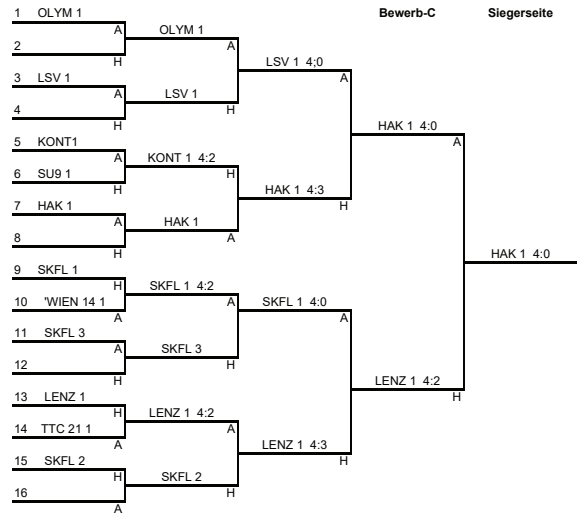 Bewerb-C Siegerseite
1 OLYM 1
A OLYM 1
2 A
H LSV 1 4;0
3 LSV 1 A
A LSV 1
4 H
H HAK 1 4:0
5 KONT1 A
A KONT 1 4:2
6 SU9 1 H
H HAK 1 4:3
7 HAK 1 H
A HAK 1
8 A
H
HAK 1 4:0
9 SKFL 1
H SKFL 1 4:2
10 'WIEN 14 1 A
A SKFL 1 4:0
11 SKFL 3 A
A SKFL 3
12 H
H LENZ 1 4:2
13 LENZ 1 H
H LENZ 1 4:2
14 TTC 21 1 A
A LENZ 1 4:3
15 SKFL 2 H
H SKFL 2
16 H
A